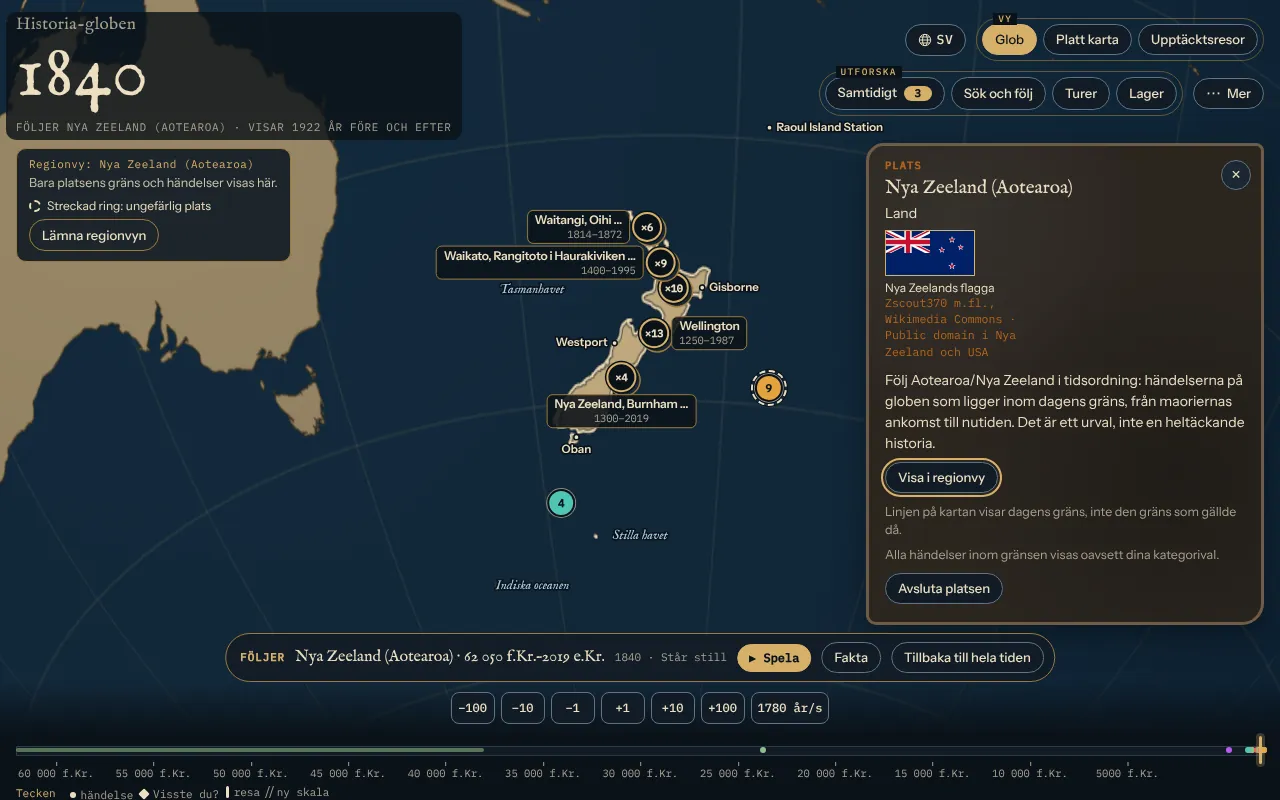 Historia-globen
1840
FÖLJER NYA ZEELAND (AOTEAROA) · VISAR 1922 ÅR FÖRE OCH EFTER
Regionvy: Nya Zeeland (Aotearoa)
Bara platsens gräns och händelser visas här.
Streckad ring: ungefärlig plats
Lämna regionvyn
SV
VY
Glob
Platt karta
Upptäcktsresor
UTFORSKA
Samtidigt 3
Sök och följ
Turer
Lager
··· Mer
Raoul Island Station
Waitangi, Oihi ...
1814–1872
×6
Waikato, Rangitoto i Haurakiviken ...
1400–1995
×9
×10
Gisborne
Tasmanhavet
×13
Wellington
1250–1987
Westport
×4
9
Nya Zeeland, Burnham ...
1300–2019
Oban
4
Stilla havet
Indiska oceanen
PLATS
Nya Zeeland (Aotearoa)
×
Land
Nya Zeelands flagga
Zscout370 m.fl.,
Wikimedia Commons ·
Public domain i Nya
Zeeland och USA
Följ Aotearoa/Nya Zeeland i tidsordning: händelserna på
globen som ligger inom dagens gräns, från maoriernas
ankomst till nutiden. Det är ett urval, inte en heltäckande
historia.
Visa i regionvy
Linjen på kartan visar dagens gräns, inte den gräns som gällde
då.
Alla händelser inom gränsen visas oavsett dina kategorival.
Avsluta platsen
FÖLJER Nya Zeeland (Aotearoa) · 62 050 f.Kr.–2019 e.Kr. 1840 · Står still ▶ Spela Fakta Tillbaka till hela tiden
−100 −10 −1 +1 +10 +100 1780 år/s
60 000 f.Kr. 55 000 f.Kr. 50 000 f.Kr. 45 000 f.Kr. 40 000 f.Kr. 35 000 f.Kr. 30 000 f.Kr. 25 000 f.Kr. 20 000 f.Kr. 15 000 f.Kr. 10 000 f.Kr. 5000 f.Kr.
Tecken händelse Visste du? resa // ny skala